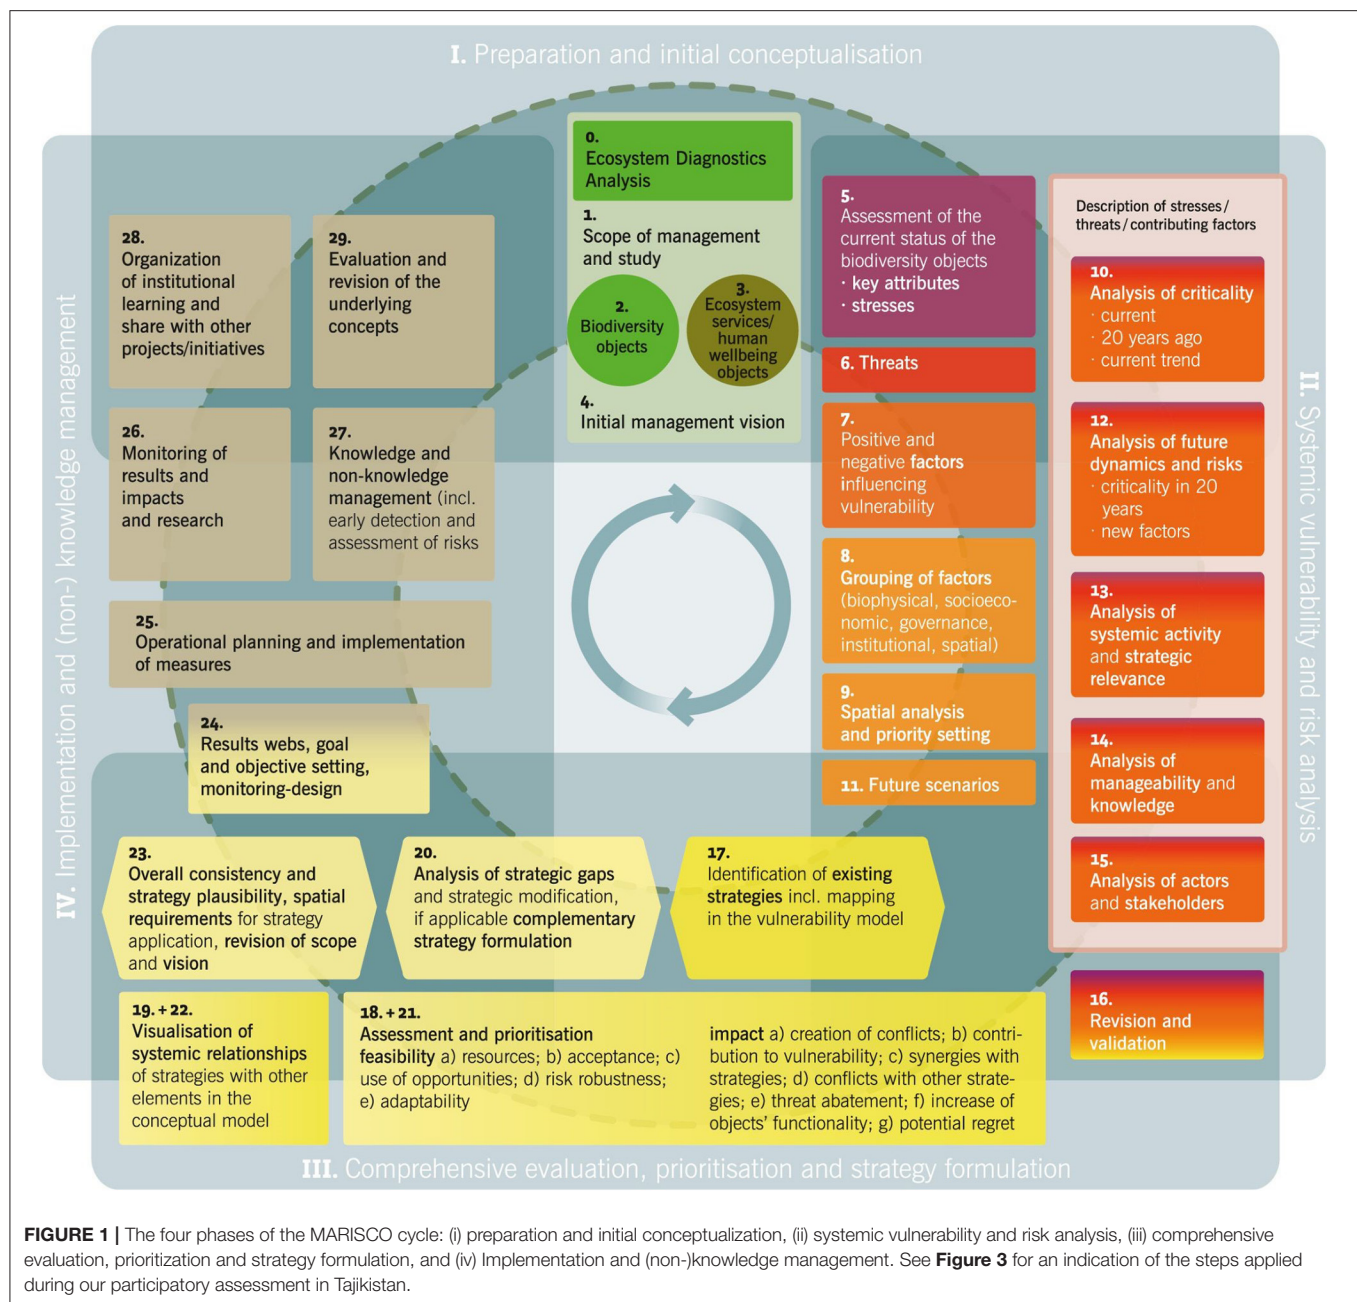 I. Preparation and initial conceptualisation
0.
Ecosystem Diagnostics
Analysis
1.
Scope of management
and study
2.
Biodiversity
objects
3.
Ecosystem
services/
human
wellbeing
objects
4.
Initial management vision
5.
Assessment of the
current status of the
biodiversity objects
· key attributes
· stresses
6. Threats
7.
Positive and
negative factors
influencing
vulnerability
8.
Grouping of factors
(biophysical, socioeco-
nomic, governance,
institutional, spatial)
9.
Spatial analysis
and priority setting
11. Future scenarios
Description of stresses/
threats/contributing factors
10.
Analysis of criticality
· current
· 20 years ago
· current trend
12.
Analysis of future
dynamics and risks
· criticality in 20
years
· new factors
13.
Analysis of
systemic activity
and strategic
relevance
14.
Analysis of
manageability and
knowledge
15.
Analysis of actors
and stakeholders
16.
Revision and
validation
II. Systemic vulnerability and risk analysis
17.
Identification of existing
strategies incl. mapping
in the vulnerability model
20.
Analysis of strategic gaps
and strategic modification,
if applicable complementary
strategy formulation
23.
Overall consistency and
strategy plausibility, spatial
requirements for strategy
application, revision of scope
and vision
19. + 22.
Visualisation of
systemic relationships
of strategies with other
elements in the
conceptual model
18. + 21.
Assessment and prioritisation
feasibility a) resources; b) acceptance; c)
use of opportunities; d) risk robustness;
e) adaptability
impact a) creation of conflicts; b) contri-
bution to vulnerability; c) synergies with
strategies; d) conflicts with other strate-
gies; e) threat abatement; f) increase of
objects' functionality; g) potential regret
III. Comprehensive evaluation, prioritisation and strategy formulation
24.
Results webs, goal
and objective setting,
monitoring-design
25.
Operational planning and implementation
of measures
26.
Monitoring of
results and
impacts
and research
27.
Knowledge and
non-knowledge
management (incl.
early detection and
assessment of risks
28.
Organization
of institutional
learning and
share with other
projects/initiatives
29.
Evaluation and
revision of the
underlying
concepts
IV. Implementation and (non-) knowledge management
FIGURE 1 | The four phases of the MARISCO cycle: (i) preparation and initial conceptualization, (ii) systemic vulnerability and risk analysis, (iii) comprehensive
evaluation, prioritization and strategy formulation, and (iv) Implementation and (non-)knowledge management. See Figure 3 for an indication of the steps applied
during our participatory assessment in Tajikistan.